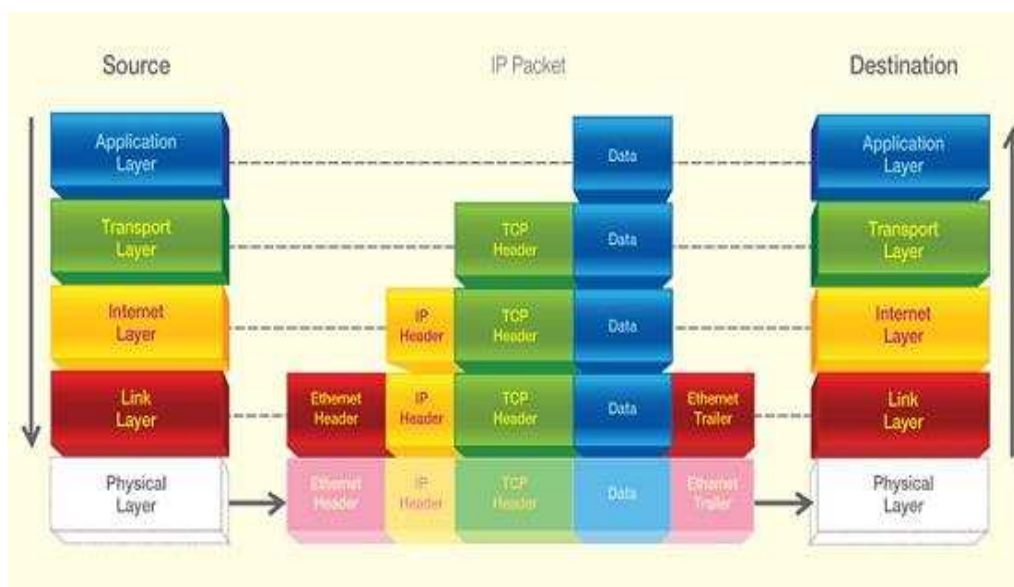 Source
IP Packet
Destination
Application
Layer
Data
Application
Layer
Transport
Layer
TCP
Header
Data
Transport
Layer
Internet
Layer
IP
Header
TCP
Header
Data
Internet
Layer
Link
Layer
Ethernet
Header
IP
Header
TCP
Header
Data
Ethernet
Trailer
Link
Layer
Physical
Layer
Ethernet
Header
IP
Header
TCP
Header
Data
Ethernet
Trailer
Physical
Layer